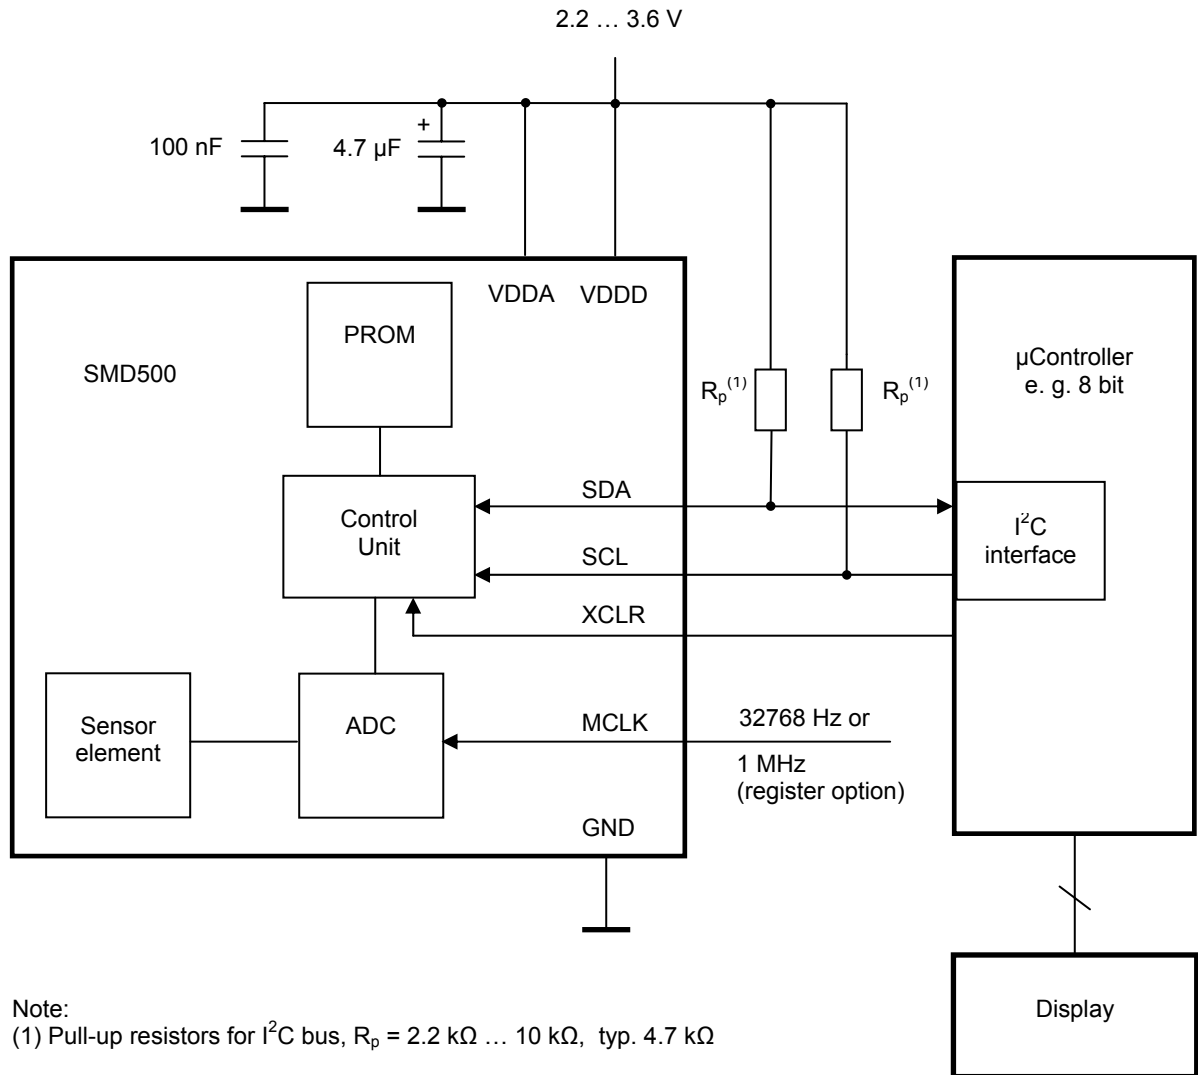 2.2 … 3.6 V
100 nF
+
4.7 µF
VDDA
VDDD
PROM
SMD500
µController
e. g. 8 bit
Rp(1)
Rp(1)
SDA
Control
Unit
I2C
interface
SCL
XCLR
Sensor
element
ADC
MCLK
32768 Hz or
1 MHz
(register option)
GND
Display
Note:
(1) Pull-up resistors for I2C bus, Rp = 2.2 kΩ … 10 kΩ, typ. 4.7 kΩ